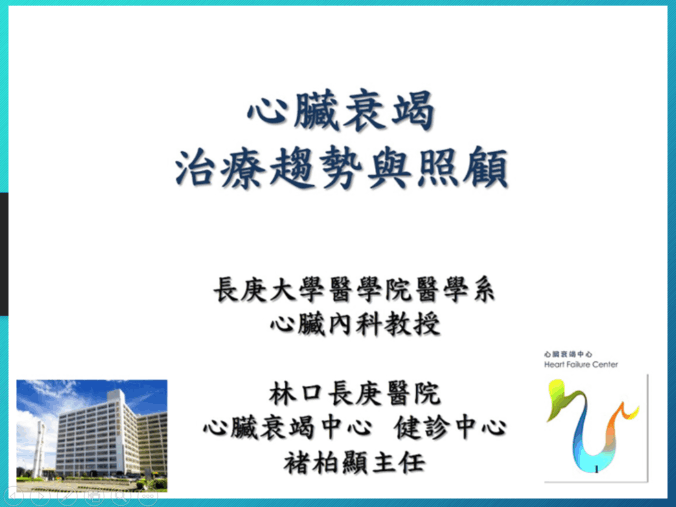 心臟衰竭
治療趨勢與照顧
長庚大學醫學院醫學系
心臟內科教授
林口長庚醫院
心臟衰竭中心 健診中心
褚柏顯主任
心臟衰竭中心
Heart Failure Center